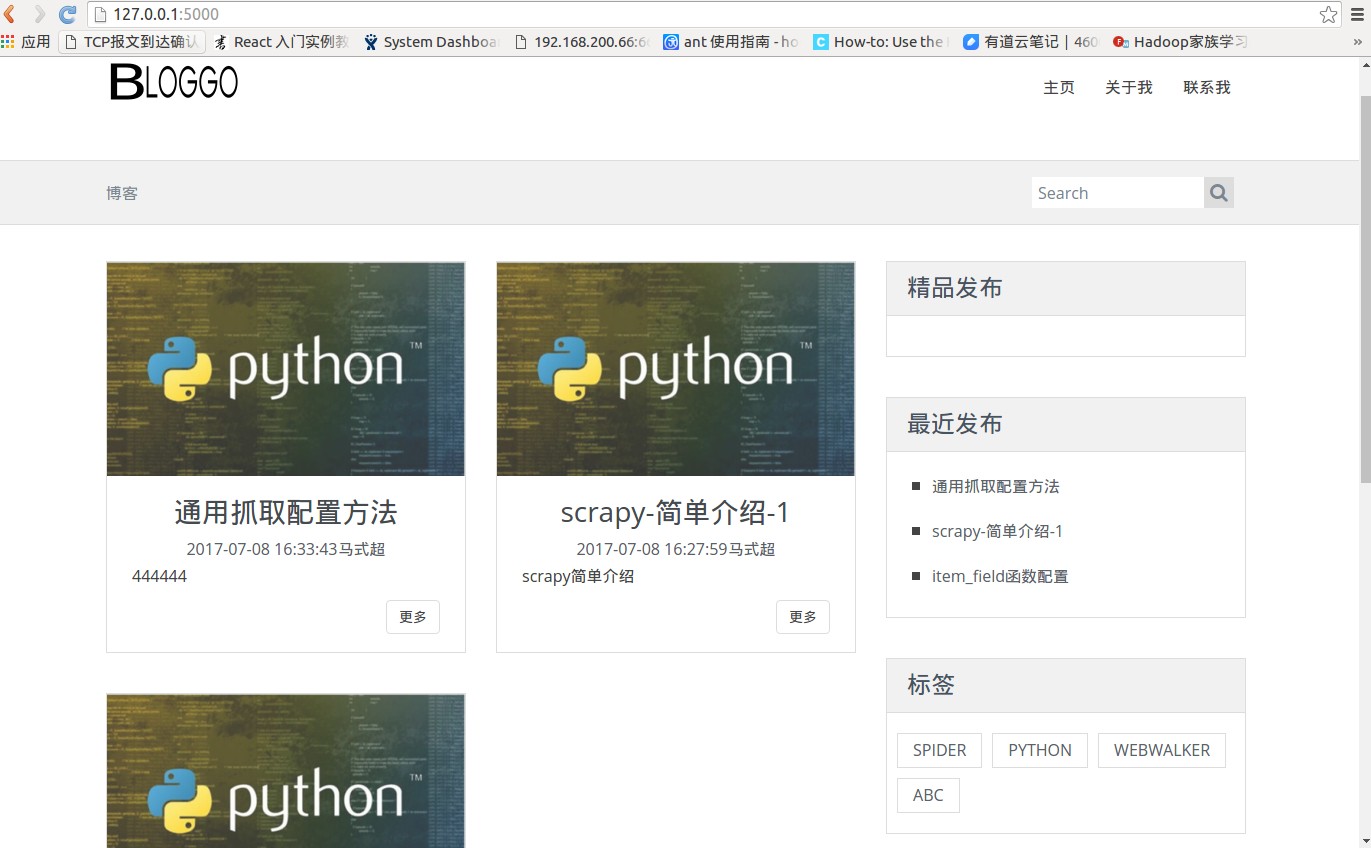 127.0.0.1:5000
应用 TCP报文到达确认 React 入门实例教 System Dashboa 192.168.200.66:6 ant 使用指南 - ho How-to: Use the 有道云笔记 | 460 Hadoop家族学习 »
BLOGGO
主页 关于我 联系我
博客
Search
python™
通用抓取配置方法
2017-07-08 16:33:43马式超
444444
更多
python™
scrapy-简单介绍-1
2017-07-08 16:27:59马式超
scrapy简单介绍
更多
python™
精品发布
最近发布
通用抓取配置方法
scrapy-简单介绍-1
item_field函数配置
标签
SPIDER PYTHON WEBWALKER
ABC